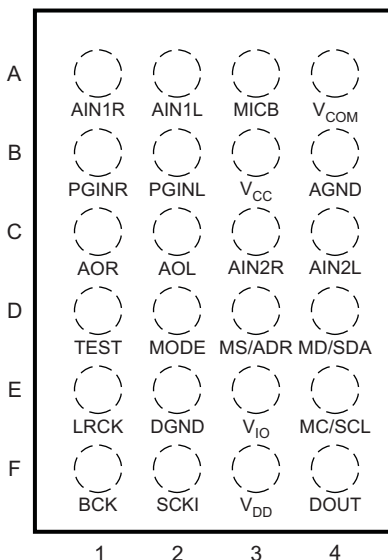 A
AIN1R AIN1L MICB VCOM
B
PGINR PGINL VCC AGND
C
AOR AOL AIN2R AIN2L
D
TEST MODE MS/ADR MD/SDA
E
LRCK DGND VIO MC/SCL
F
BCK SCKI VDD DOUT
1 2 3 4